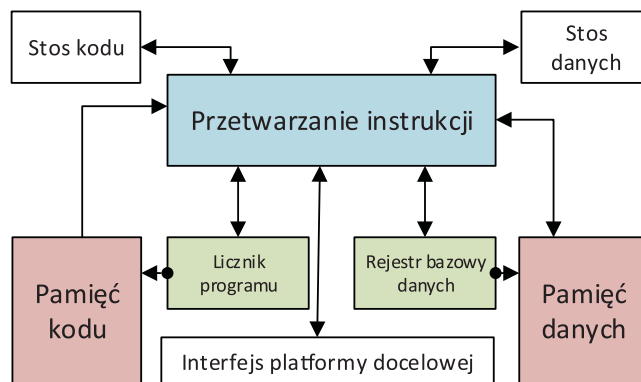 Stos kodu
Stos
danych
Przetwarzanie instrukcji
Licznik
programu
Rejestr bazowy
danych
Pamięć
kodu
Pamięć
danych
Interfejs platformy docelowej